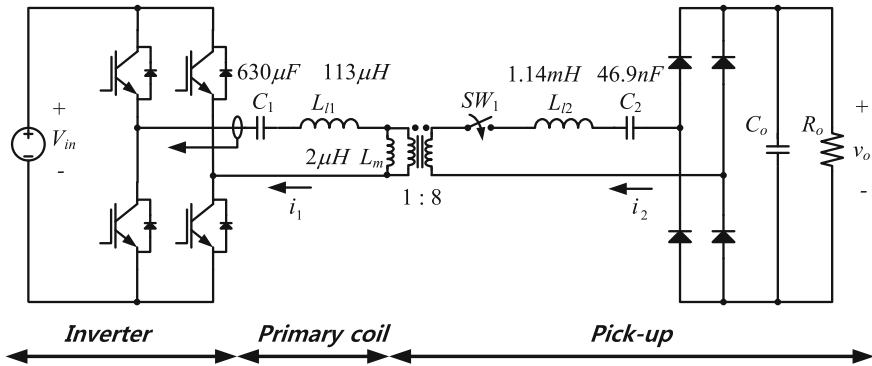 630μF 113μH 1.14mH 46.9nF
C₁ Lₗ₁ SW₁ Lₗ₂ C₂
+ Vᵢₙ -
2μH Lₘ
1 : 8
i₁ i₂
Cₒ Rₒ
+ vₒ -
Inverter Primary coil Pick-up